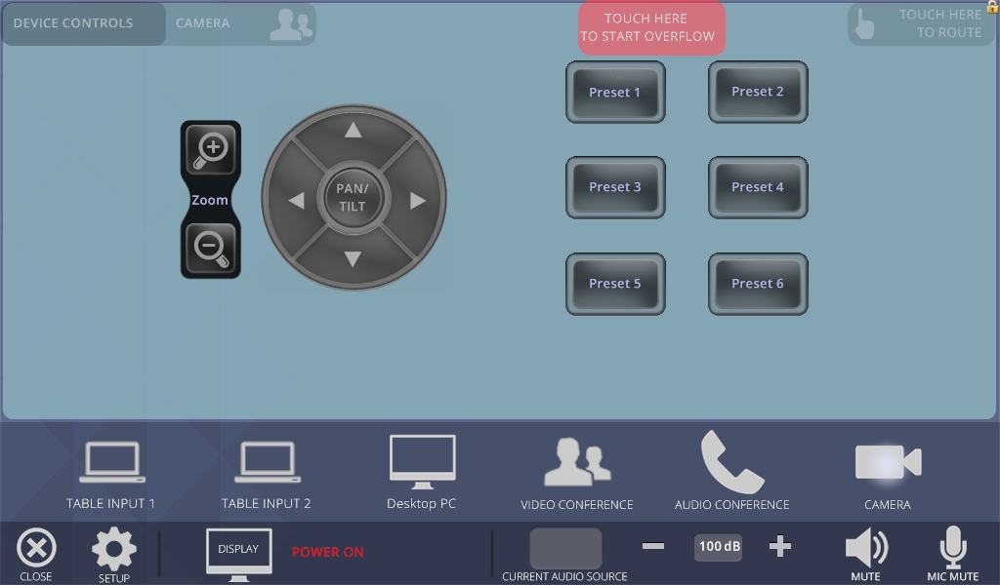 DEVICE CONTROLS
CAMERA
TOUCH HERE
TO START OVERFLOW
TOUCH HERE
TO ROUTE
Preset 1
Preset 2
Zoom
PAN/
TILT
Preset 3
Preset 4
Preset 5
Preset 6
TABLE INPUT 1
TABLE INPUT 2
Desktop PC
VIDEO CONFERENCE
AUDIO CONFERENCE
CAMERA
CLOSE
SETUP
DISPLAY
POWER ON
CURRENT AUDIO SOURCE
100 dB
MUTE
MIC MUTE